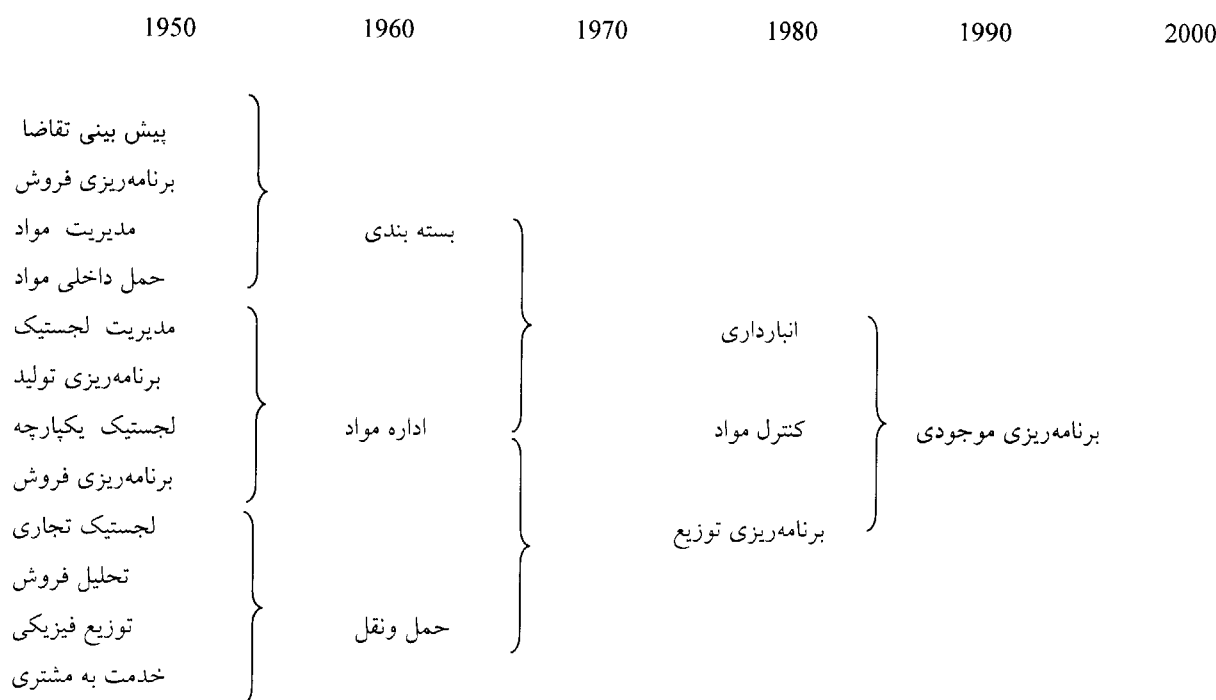 1950 1960 1970 1980 1990 2000
پیش بینی تقاضا
برنامه‌ریزی فروش
مدیریت مواد
حمل داخلی مواد
مدیریت لجستیک
برنامه‌ریزی تولید
لجستیک یکپارچه
برنامه‌ریزی فروش
لجستیک تجاری
تحلیل فروش
توزیع فیزیکی
خدمت به مشتری
بسته بندی
اداره مواد
حمل ونقل
انبارداری
کنترل مواد
برنامه‌ریزی توزیع
برنامه‌ریزی موجودی